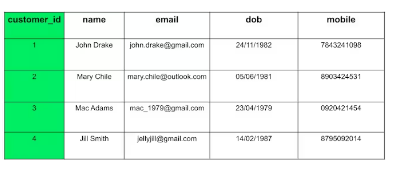 customer_id name email dob mobile
1 John Drake john.drake@gmail.com 24/11/1982 7843241098
2 Mary Chile mary.chile@outlook.com 05/06/1981 8903424531
3 Mac Adams mac_1979@gmail.com 23/04/1979 0920421454
4 Jill Smith jellyjill@gmail.com 14/02/1987 8795092014